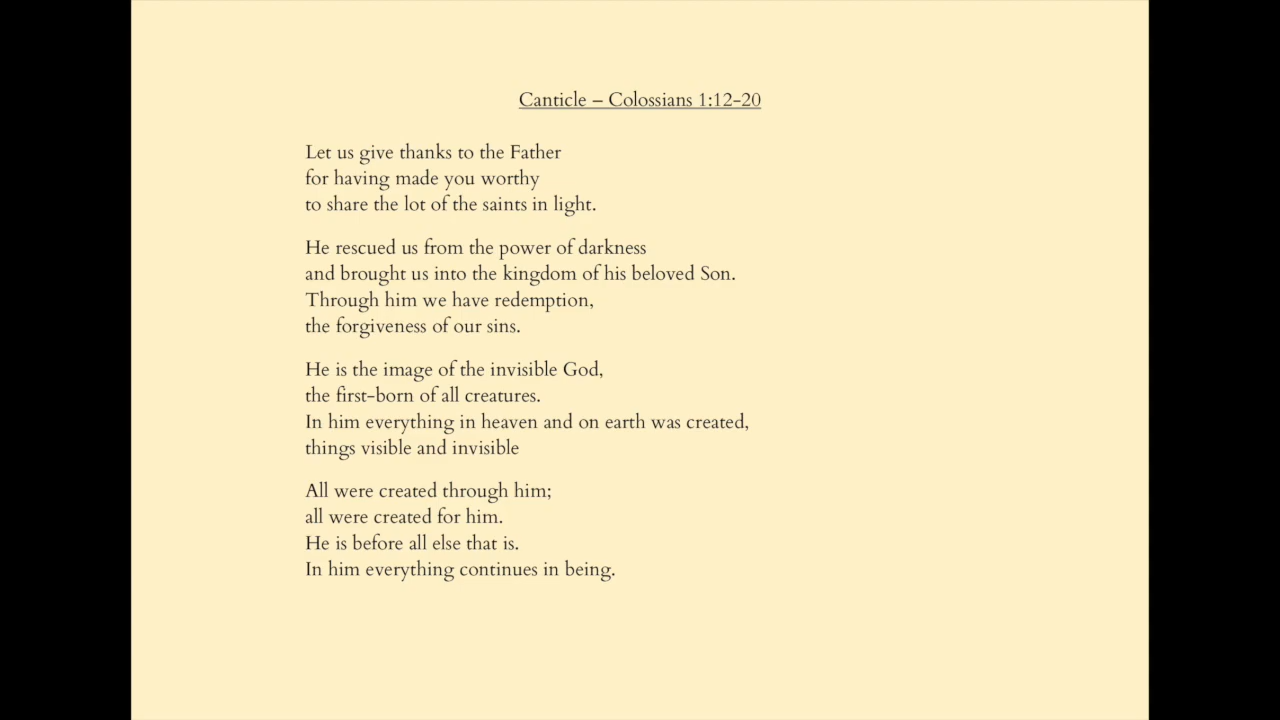 Canticle – Colossians 1:12-20
Let us give thanks to the Father
for having made you worthy
to share the lot of the saints in light.
He rescued us from the power of darkness
and brought us into the kingdom of his beloved Son.
Through him we have redemption,
the forgiveness of our sins.
He is the image of the invisible God,
the first-born of all creatures.
In him everything in heaven and on earth was created,
things visible and invisible
All were created through him;
all were created for him.
He is before all else that is.
In him everything continues in being.